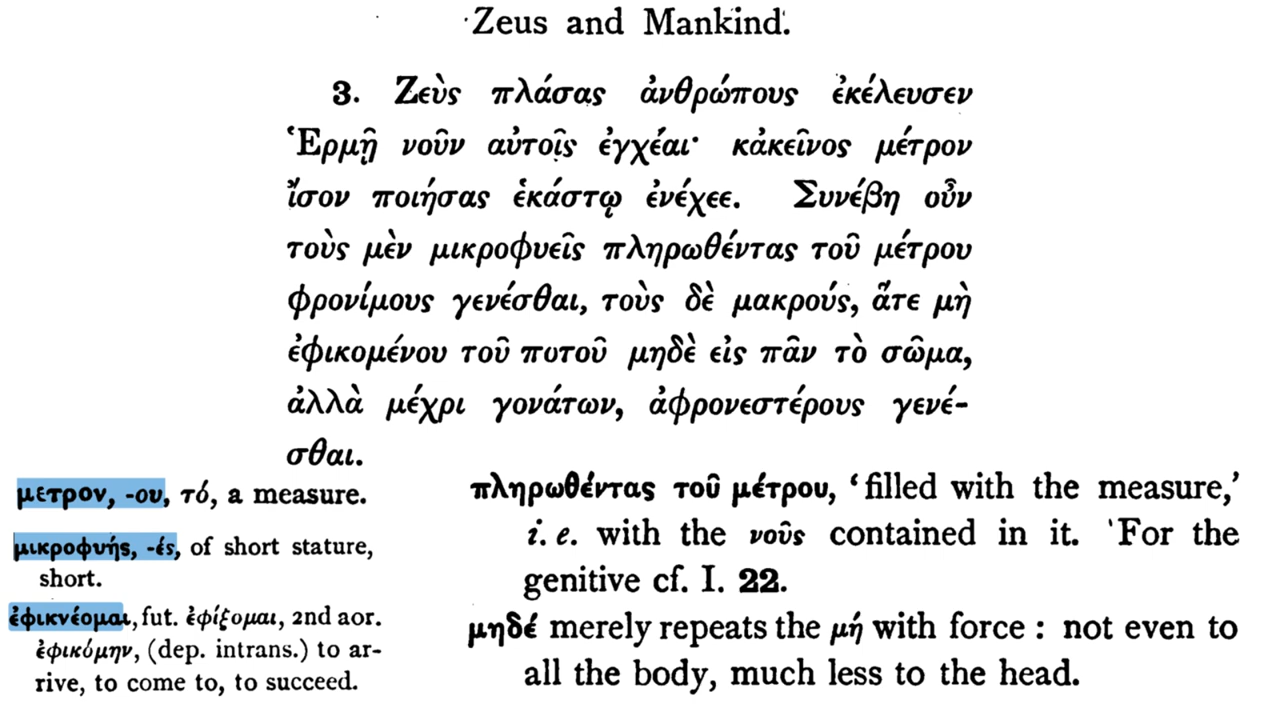 Zeus and Mankind.
3. Ζεὺς πλάσας ἀνθρώπους ἐκέλευσεν
Ἑρμῇ νοῦν αὐτοῖς ἐγχέαι· κἀκεῖνος μέτρον
ἴσον ποιήσας ἑκάστῳ ἐνέχεε. Συνέβη οὖν
τοὺς μὲν μικροφυεῖς πληρωθέντας τοῦ μέτρου
φρονίμους γενέσθαι, τοὺς δὲ μακρούς, ἅτε μὴ
ἐφικομένου τοῦ ποτοῦ μηδὲ εἰς πᾶν τὸ σῶμα,
ἀλλὰ μέχρι γονάτων, ἀφρονεστέρους γενέ-
σθαι.
μετρον, -ου, τό, a measure.
μικροφυής, -ές, of short stature,
short.
ἐφικνέομαι, fut. ἐφίξομαι, 2nd aor.
ἐφικόμην, (dep. intrans.) to ar-
rive, to come to, to succeed.
πληρωθέντας τοῦ μέτρου, ‘filled with the measure,’
i. e. with the νοῦς contained in it. 'For the
genitive cf. I. 22.
μηδέ merely repeats the μή with force : not even to
all the body, much less to the head.